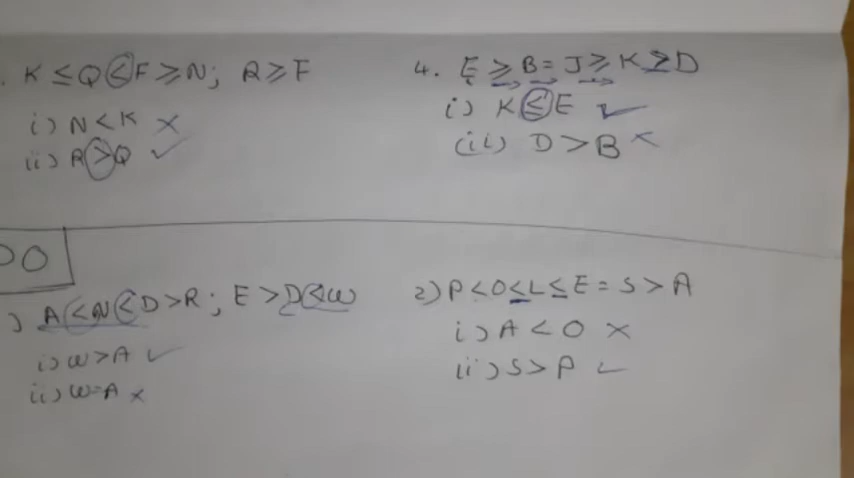 . K ≤ Q < F ≥ N; R ≥ F
i) N < K ✗
ii) R > Q ✓
4. E ≥ B = J ≥ K ≥ D
i) K ≤ E ✓
(ii) D > B ✗
DO
) A < N < D > R; E > D < W
i) W > A ✓
ii) W=A ✗
2) P < O ≤ L ≤ E = S > A
i) A < O ✗
ii) S > P ✓